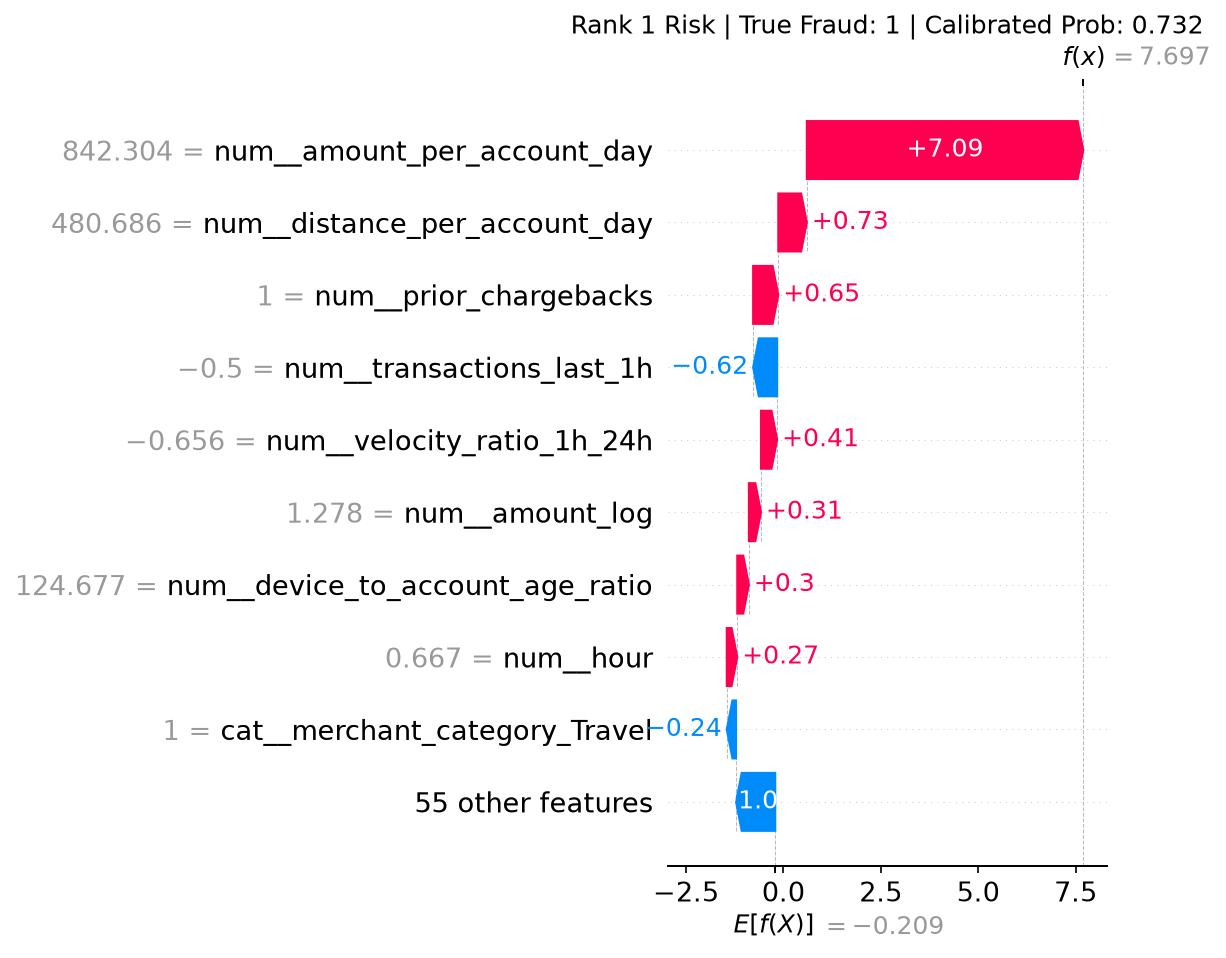 Rank 1 Risk | True Fraud: 1 | Calibrated Prob: 0.732
f(x) = 7.697
842.304 = num__amount_per_account_day +7.09
480.686 = num__distance_per_account_day +0.73
1 = num__prior_chargebacks +0.65
−0.5 = num__transactions_last_1h −0.62
−0.656 = num__velocity_ratio_1h_24h +0.41
1.278 = num__amount_log +0.31
124.677 = num__device_to_account_age_ratio +0.3
0.667 = num__hour +0.27
1 = cat__merchant_category_Travel −0.24
55 other features 1.0
−2.5 0.0 2.5 5.0 7.5
E[f(X)] = −0.209